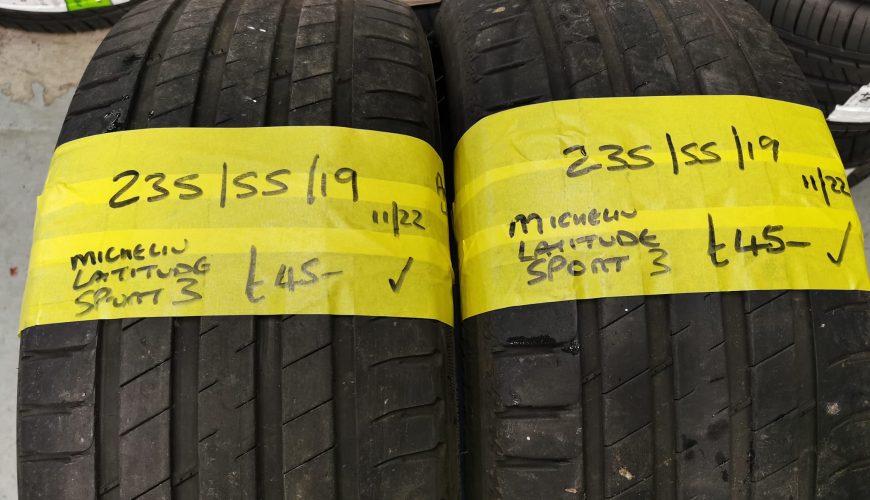 235/55/19
11/22
MICHELIN
LATITUDE
SPORT 3
£45-
235/55/19
11/22
MICHELIN
LATITUDE
SPORT 3
£45-